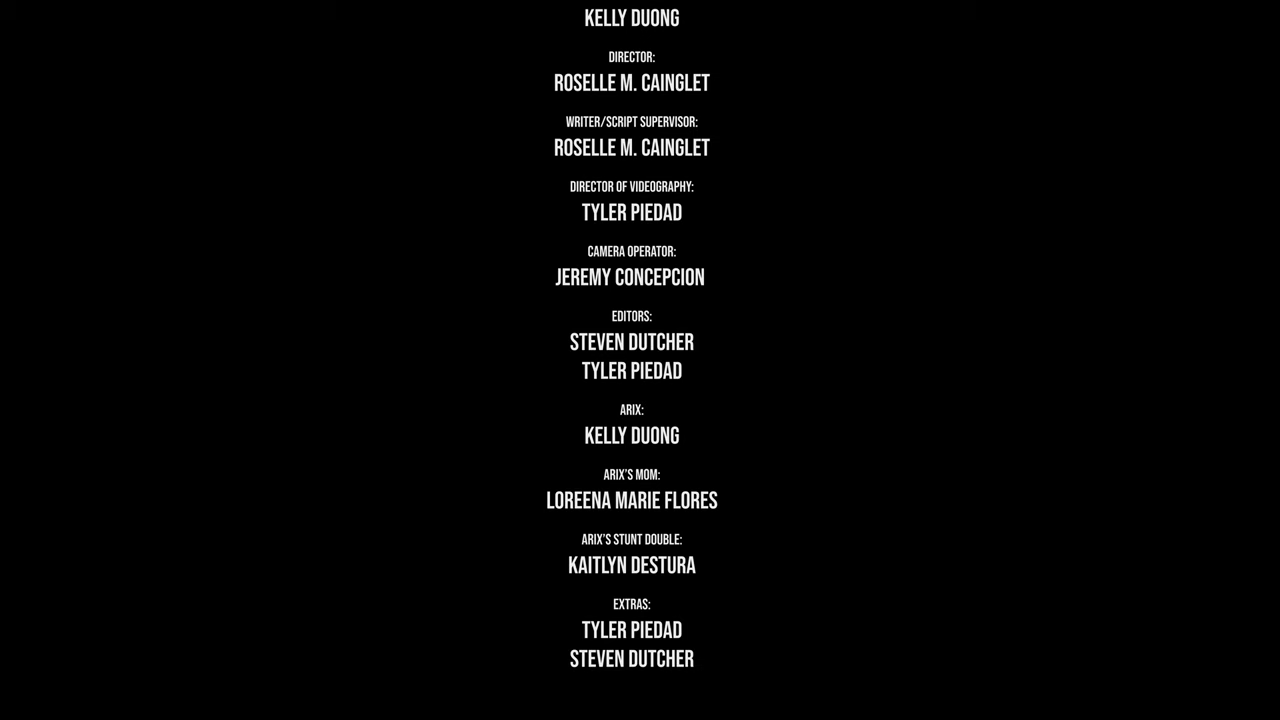 KELLY DUONG
DIRECTOR:
ROSELLE M. CAINGLET
WRITER/SCRIPT SUPERVISOR:
ROSELLE M. CAINGLET
DIRECTOR OF VIDEOGRAPHY:
TYLER PIEDAD
CAMERA OPERATOR:
JEREMY CONCEPCION
EDITORS:
STEVEN DUTCHER
TYLER PIEDAD
ARIX:
KELLY DUONG
ARIX'S MOM:
LOREENA MARIE FLORES
ARIX'S STUNT DOUBLE:
KAITLYN DESTURA
EXTRAS:
TYLER PIEDAD
STEVEN DUTCHER